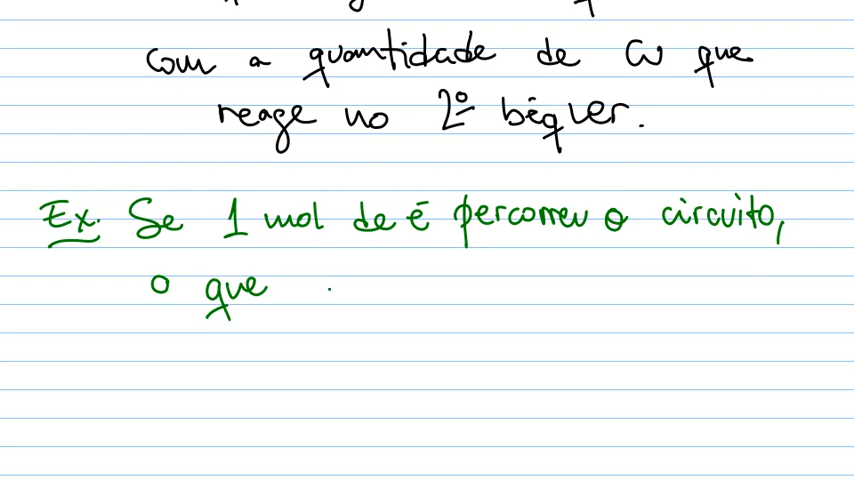 com a quantidade de Cu que
reage no 2º béquer.
Ex. Se 1 mol de é percorreu o circuito,
o que